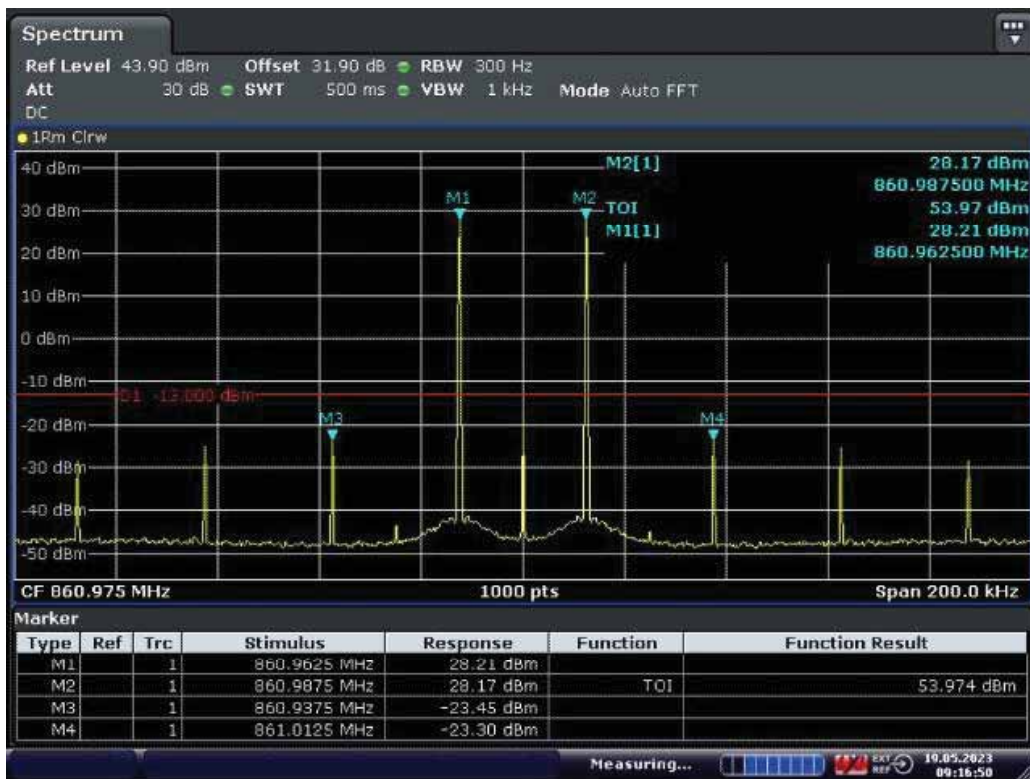 Spectrum
Ref Level 43.90 dBm Offset 31.90 dB RBW 300 Hz
Att 30 dB SWT 500 ms VBW 1 kHz Mode Auto FFT
DC
1Rm Clrw
40 dBm
M2[1] 28.17 dBm
860.987500 MHz
M1 M2
30 dBm
TOI 53.97 dBm
M1[1] 28.21 dBm
20 dBm
860.962500 MHz
10 dBm
0 dBm
-10 dBm
D1 -13.000 dBm
-20 dBm
M3 M4
-30 dBm
-40 dBm
-50 dBm
CF 860.975 MHz 1000 pts Span 200.0 kHz
Marker
Type Ref Trc Stimulus Response Function Function Result
M1 1 860.9625 MHz 28.21 dBm
M2 1 860.9875 MHz 28.17 dBm TOI 53.974 dBm
M3 1 860.9375 MHz -23.45 dBm
M4 1 861.0125 MHz -23.30 dBm
Measuring... EXT REF 19.05.2023
09:16:50